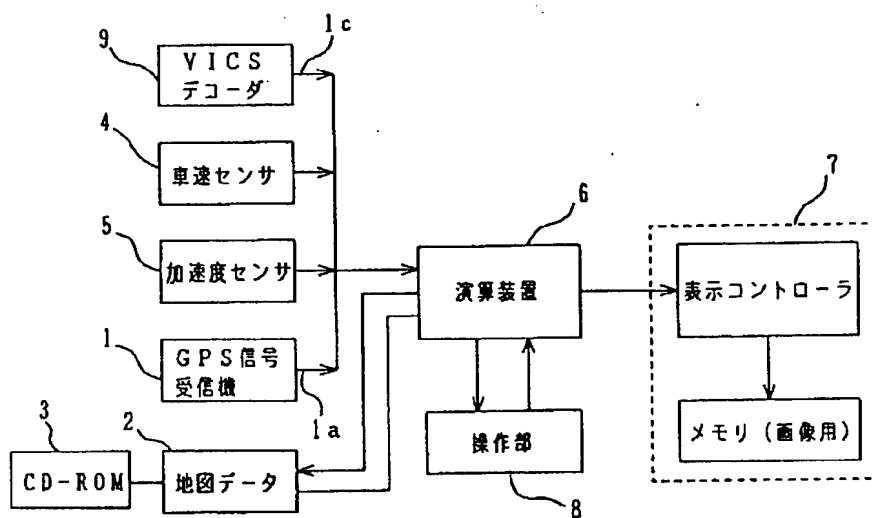 9
VICS
デコーダ
1c
4
車速センサ
5
加速度センサ
1
GPS信号
受信機
1a
3
CD-ROM
2
地図データ
6
演算装置
操作部
8
7
表示コントローラ
メモリ(画像用)